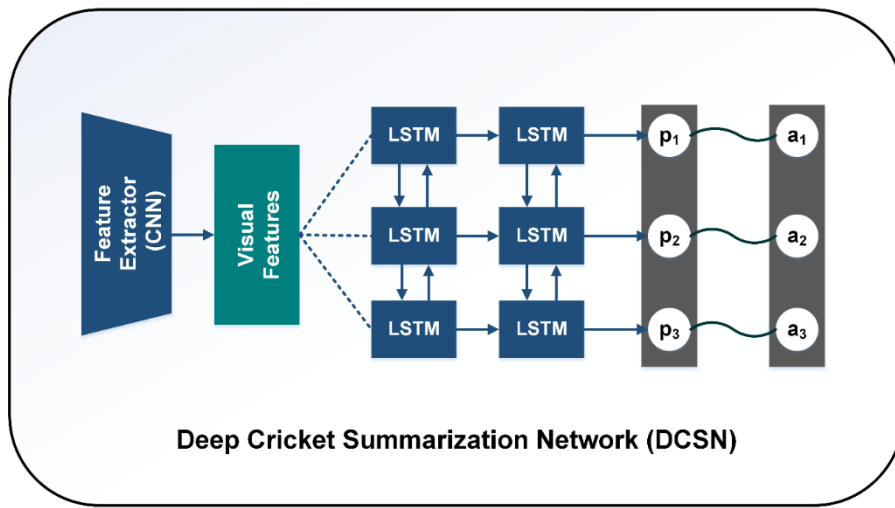 Feature
Extractor
(CNN)
Visual
Features
LSTM
LSTM
p1
a1
LSTM
LSTM
p2
a2
LSTM
LSTM
p3
a3
Deep Cricket Summarization Network (DCSN)